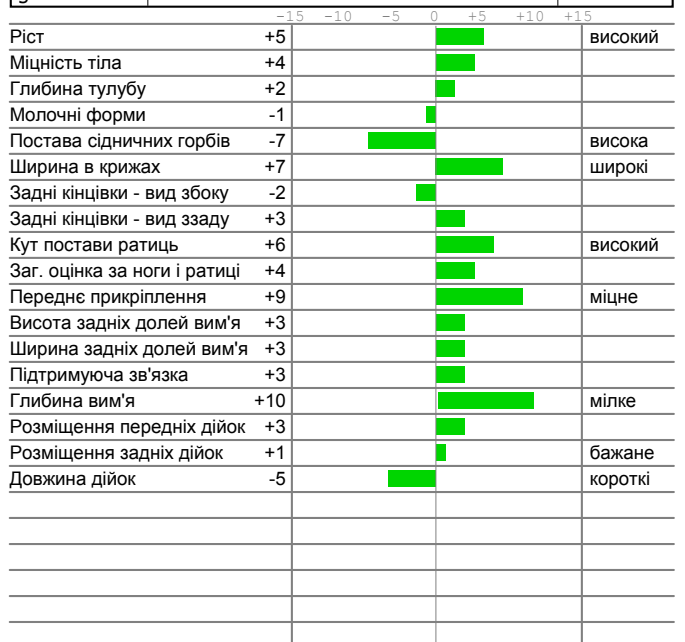 -15 -10 -5 0 +5 +10 +15
Ріст +5 високий
Міцність тіла +4
Глибина тулубу +2
Молочні форми -1
Постава сідничних горбів -7 висока
Ширина в крижах +7 широкі
Задні кінцівки - вид збоку -2
Задні кінцівки - вид ззаду +3
Кут постави ратиць +6 високий
Заг. оцінка за ноги і ратиці +4
Переднє прикріплення +9 міцне
Висота задніх долей вим'я +3
Ширина задніх долей вим'я +3
Підтримуюча зв'язка +3
Глибина вим'я +10 мілке
Розміщення передніх дійок +3
Розміщення задніх дійок +1 бажане
Довжина дійок -5 короткі